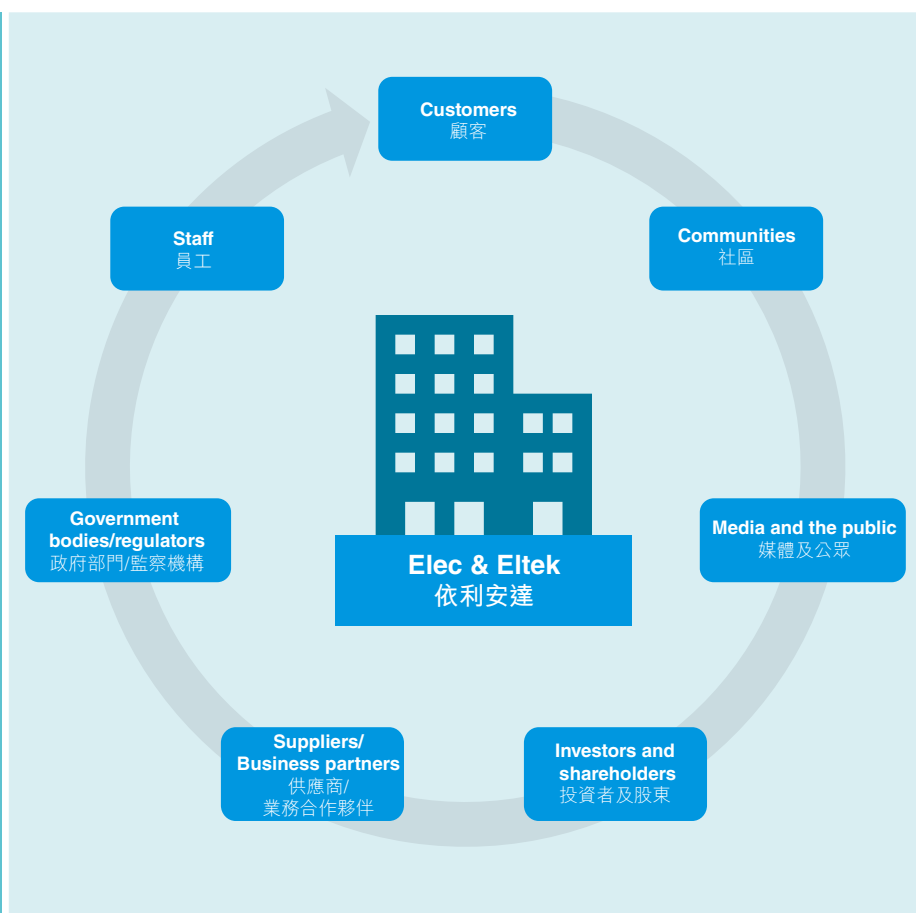 Customers
顧客
Communities
社區
Media and the public
媒體及公眾
Investors and
shareholders
投資者及股東
Suppliers/
Business partners
供應商/
業務合作夥伴
Government
bodies/regulators
政府部門/監察機構
Staff
員工
Elec & Eltek
依利安達